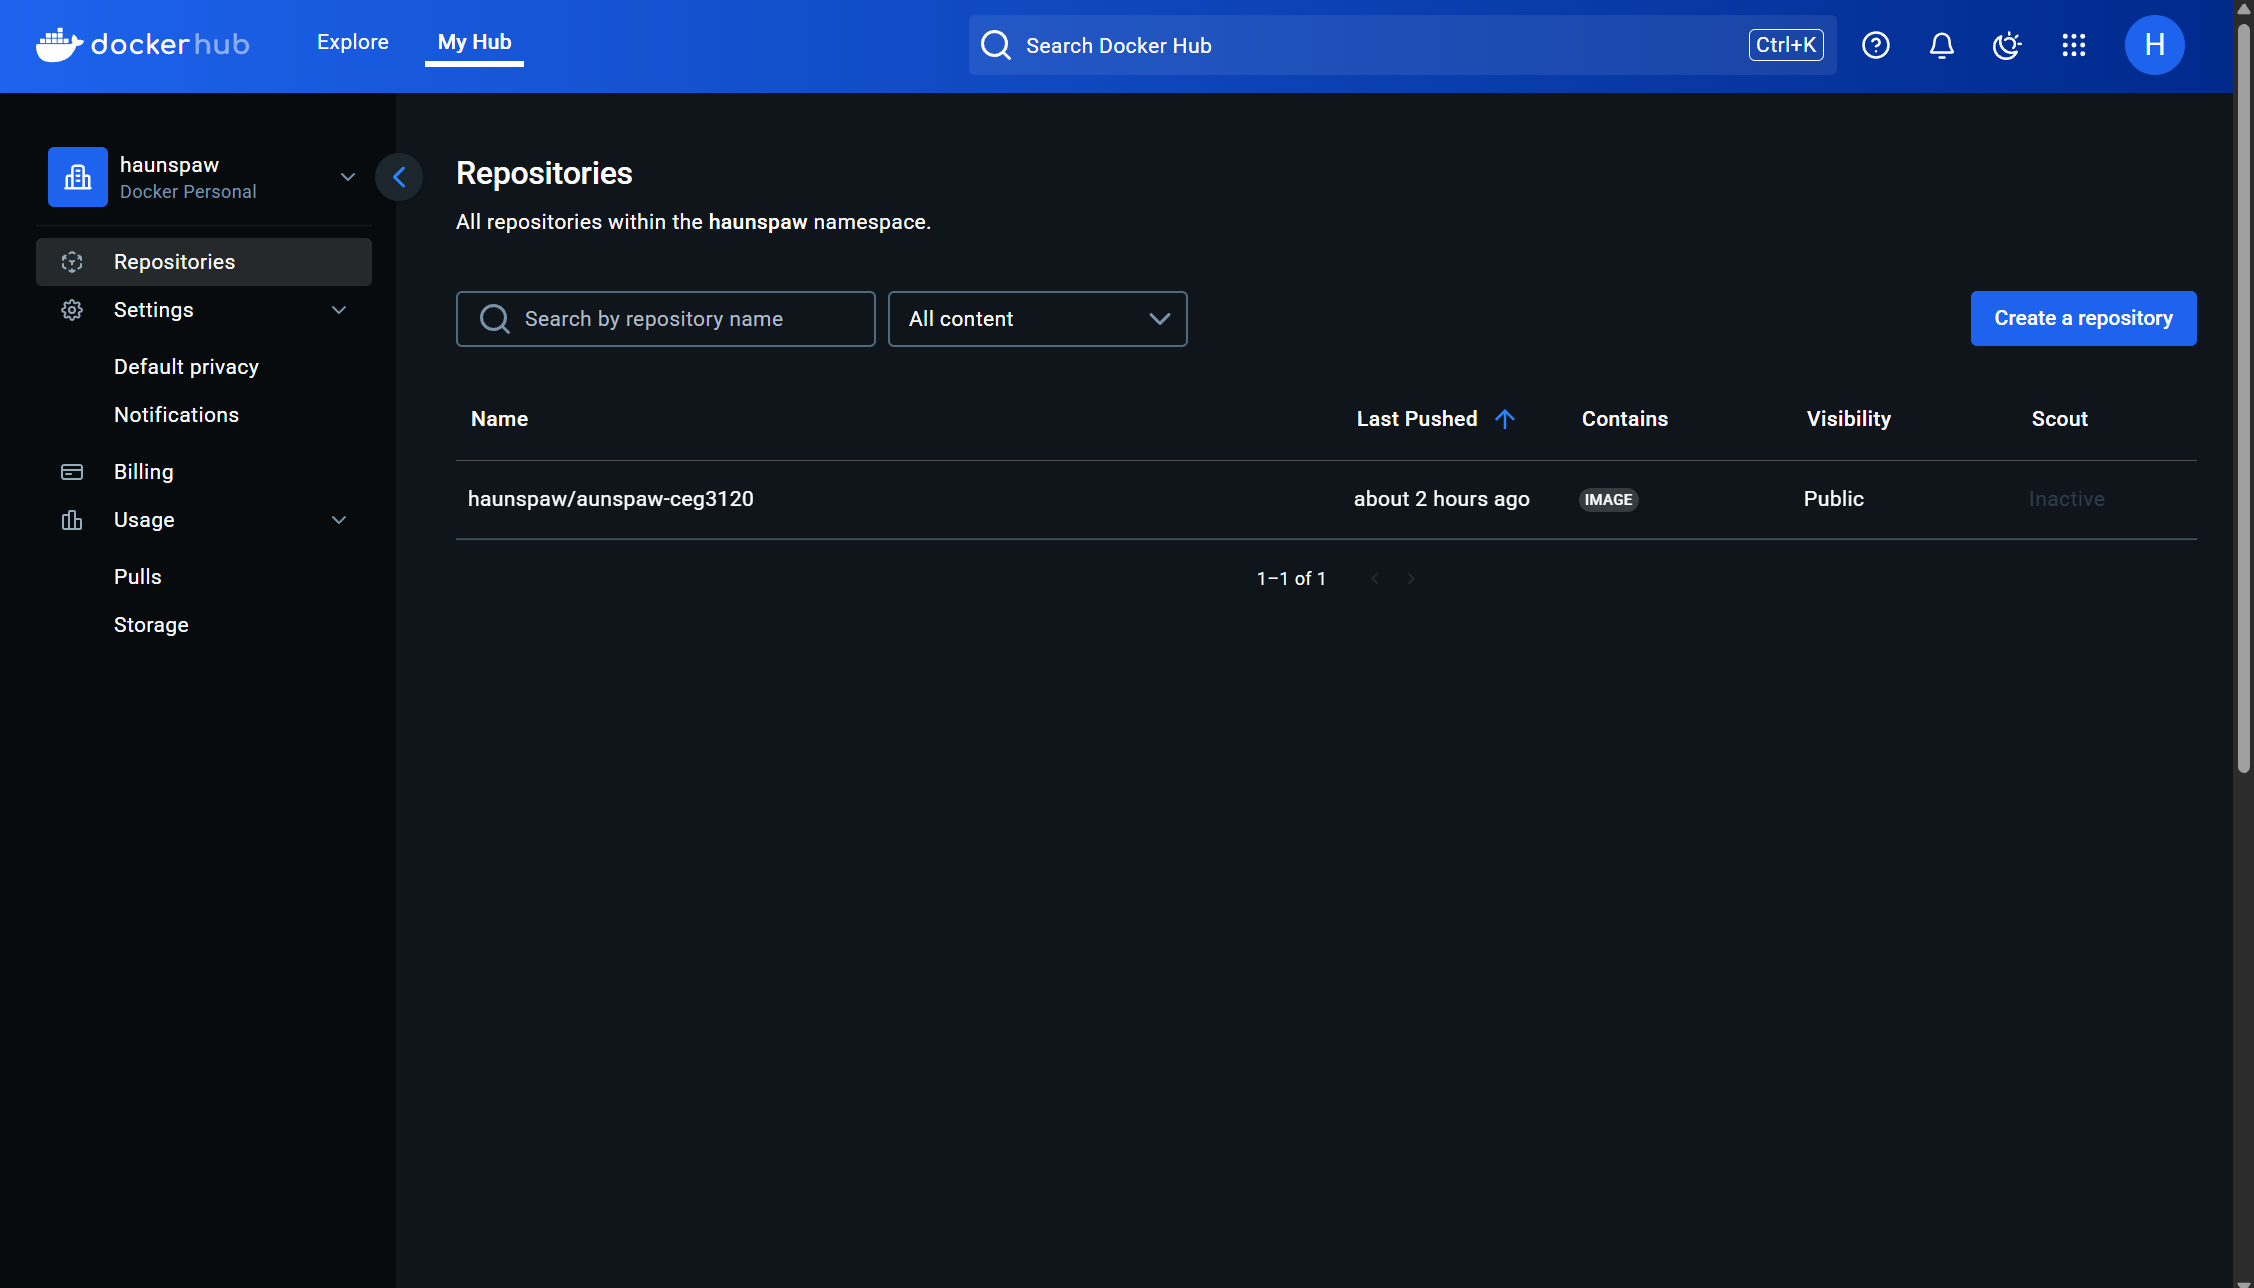 dockerhub
Explore
My Hub
Search Docker Hub
Ctrl+K
H
haunspaw
Docker Personal
Repositories
Settings
Default privacy
Notifications
Billing
Usage
Pulls
Storage
Repositories
All repositories within the haunspaw namespace.
Search by repository name
All content
Create a repository
Name Last Pushed Contains Visibility Scout
haunspaw/aunspaw-ceg3120 about 2 hours ago IMAGE Public Inactive
1–1 of 1